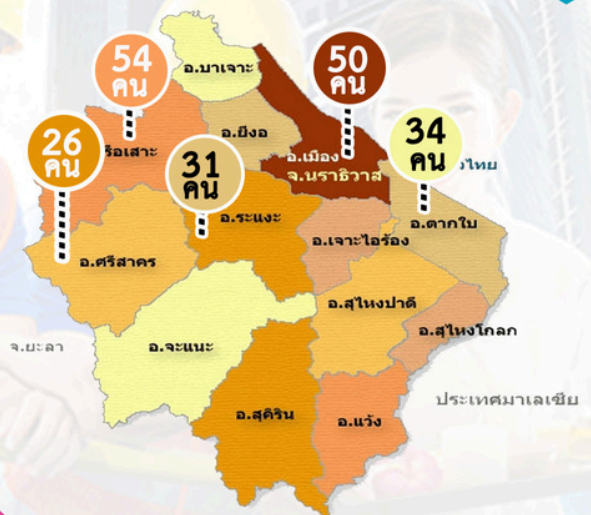 54
คน
50
คน
อ.บาเจาะ
26
คน
รือเสาะ
อ.ยี่งอ
31
คน
อ.เมือง
จ.นราธิวาส
34
คน
วไทย
อ.ระแงะ
อ.ตากใบ
อ.เจาะไอร้อง
อ.ศรีสาคร
อ.สุไหงปาดี
อ.สุไหงโกลก
จ.ยะลา
อ.จะแนะ
ประเทศมาเลเซีย
อ.สุคิริน
อ.แว้ง